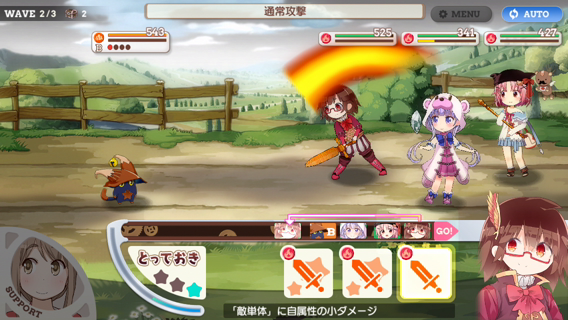 WAVE 2/3 2
通常攻撃
MENU
AUTO
543
B
525
341
427
B
GO!
とっておき
SUPPORT
「敵単体」に自属性の小ダメージ